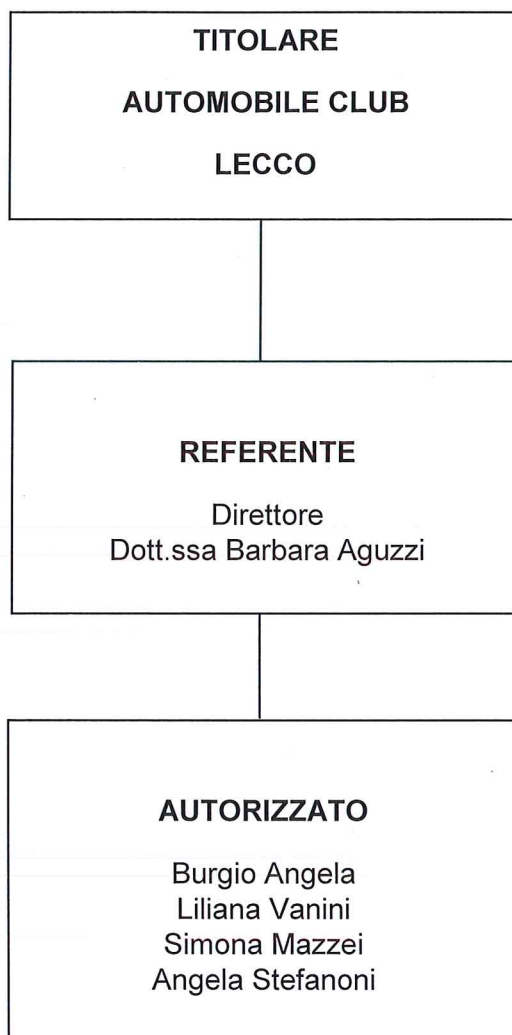 TITOLARE
AUTOMOBILE CLUB
LECCO
REFERENTE
Direttore
Dott.ssa Barbara Aguzzi
AUTORIZZATO
Burgio Angela
Liliana Vanini
Simona Mazzei
Angela Stefanoni